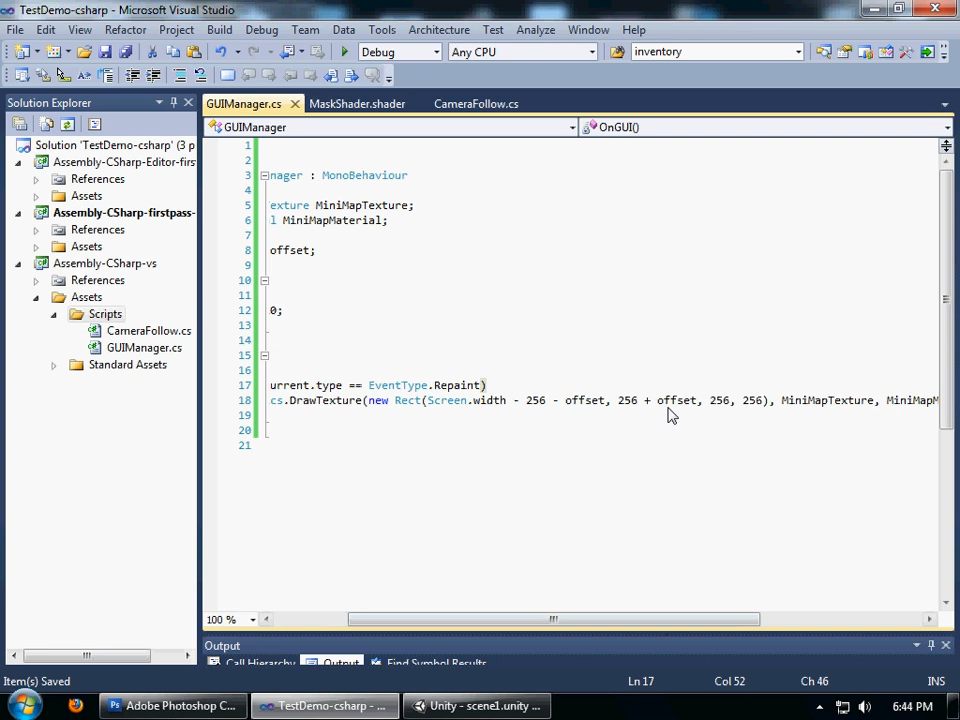 TestDemo-csharp - Microsoft Visual Studio
File Edit View Refactor Project Build Debug Team Data Tools Architecture Test Analyze Window Help
Debug Any CPU inventory
Solution Explorer
GUIManager.cs MaskShader.shader CameraFollow.cs
GUIManager OnGUI()
Solution 'TestDemo-csharp' (3 p
Assembly-CSharp-Editor-firs
References
Assets
Assembly-CSharp-firstpass-
References
Assets
Assembly-CSharp-vs
References
Assets
Scripts
CameraFollow.cs
GUIManager.cs
Standard Assets
1
2
3 nager : MonoBehaviour
4
5 exture MiniMapTexture;
6 l MiniMapMaterial;
7
8 offset;
9
10
11
12 0;
13
14
15
16
17 urrent.type == EventType.Repaint)
18 cs.DrawTexture(new Rect(Screen.width - 256 - offset, 256 + offset, 256, 256), MiniMapTexture, MiniMapM
19
20
21
100 %
Output
Call Hierarchy Output Find Symbol Results
Item(s) Saved Ln 17 Col 52 Ch 46 INS
Adobe Photoshop C... TestDemo-csharp - ... Unity - scene1.unity ... 6:44 PM